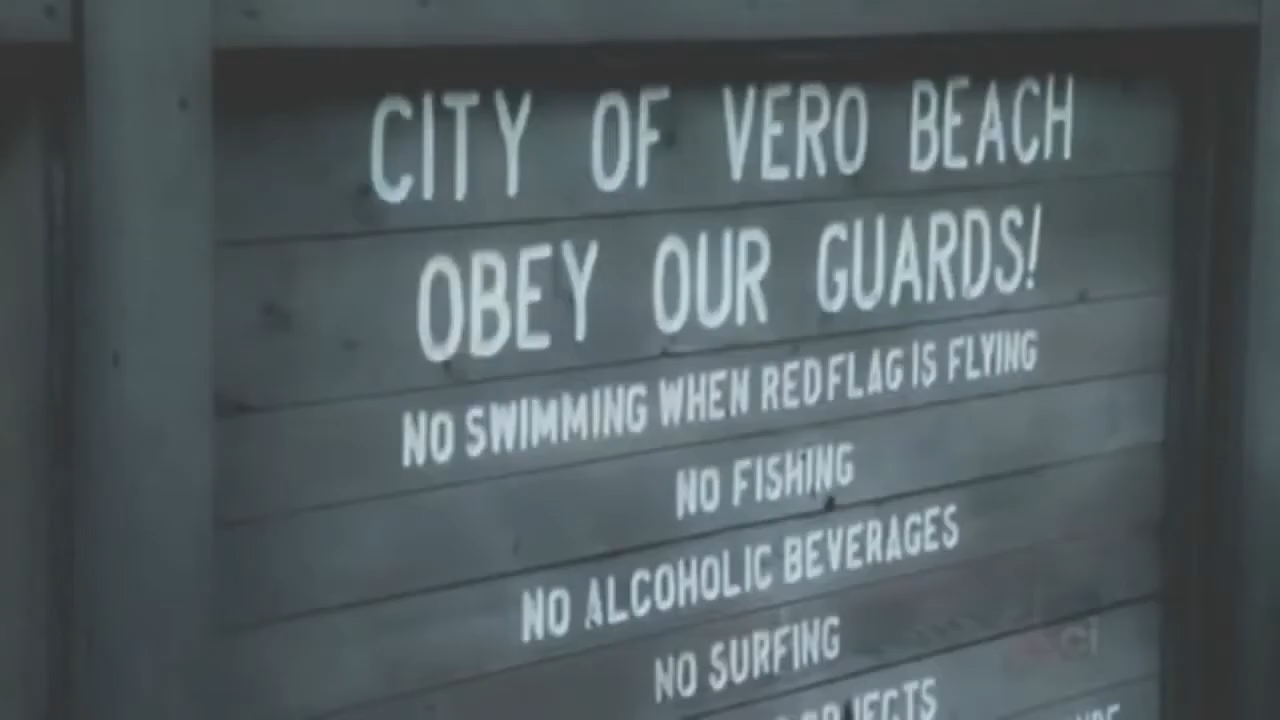 CITY OF VERO BEACH
OBEY OUR GUARDS!
NO SWIMMING WHEN RED FLAG IS FLYING
NO FISHING
NO ALCOHOLIC BEVERAGES
NO SURFING
OBJECTS